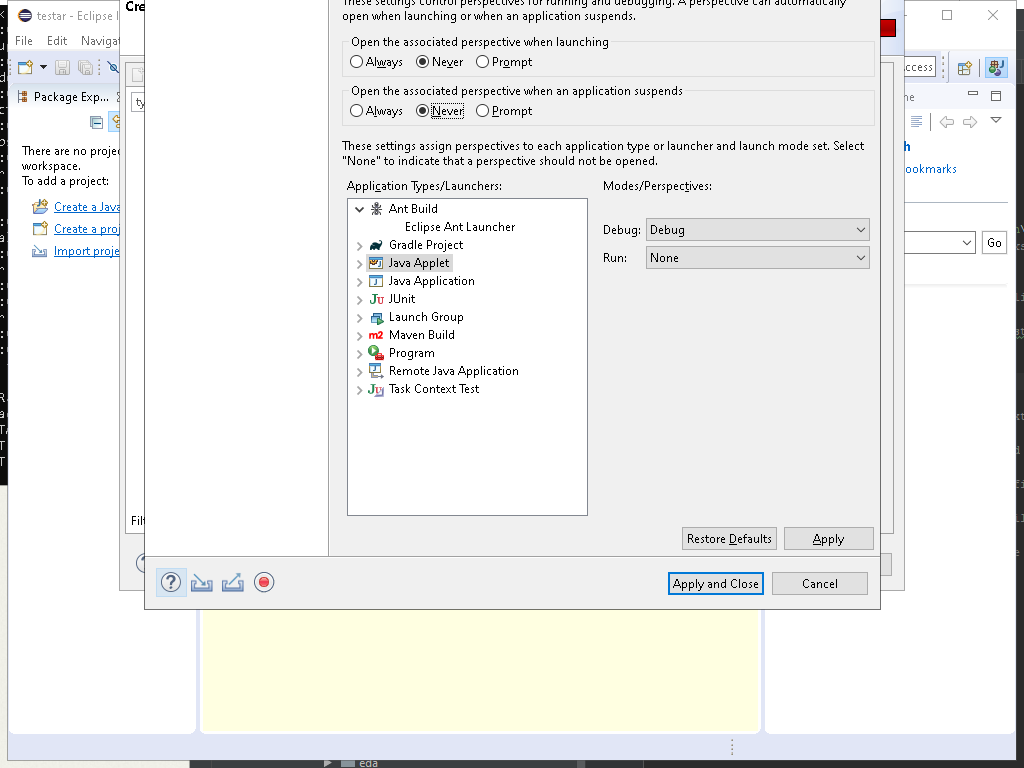 testar - Eclipse I
Cre
These settings control perspectives for running and debugging. A perspective can automatically
open when launching or when an application suspends.
File Edit Navigat
Open the associated perspective when launching
Always Never Prompt
ccess
Package Exp...
Open the associated perspective when an application suspends
ne
ty
Always Never Prompt
There are no projec
workspace.
To add a project:
These settings assign perspectives to each application type or launcher and launch mode set. Select
"None" to indicate that a perspective should not be opened.
h
ookmarks
Application Types/Launchers:
Modes/Perspectives:
Create a Java
Create a proj
Import proje
Ant Build
Eclipse Ant Launcher
Gradle Project
Java Applet
Java Application
JUnit
Launch Group
m2 Maven Build
Program
Remote Java Application
Task Context Test
Debug: Debug
Run: None
Go
Filt
Restore Defaults Apply
Apply and Close Cancel
eda